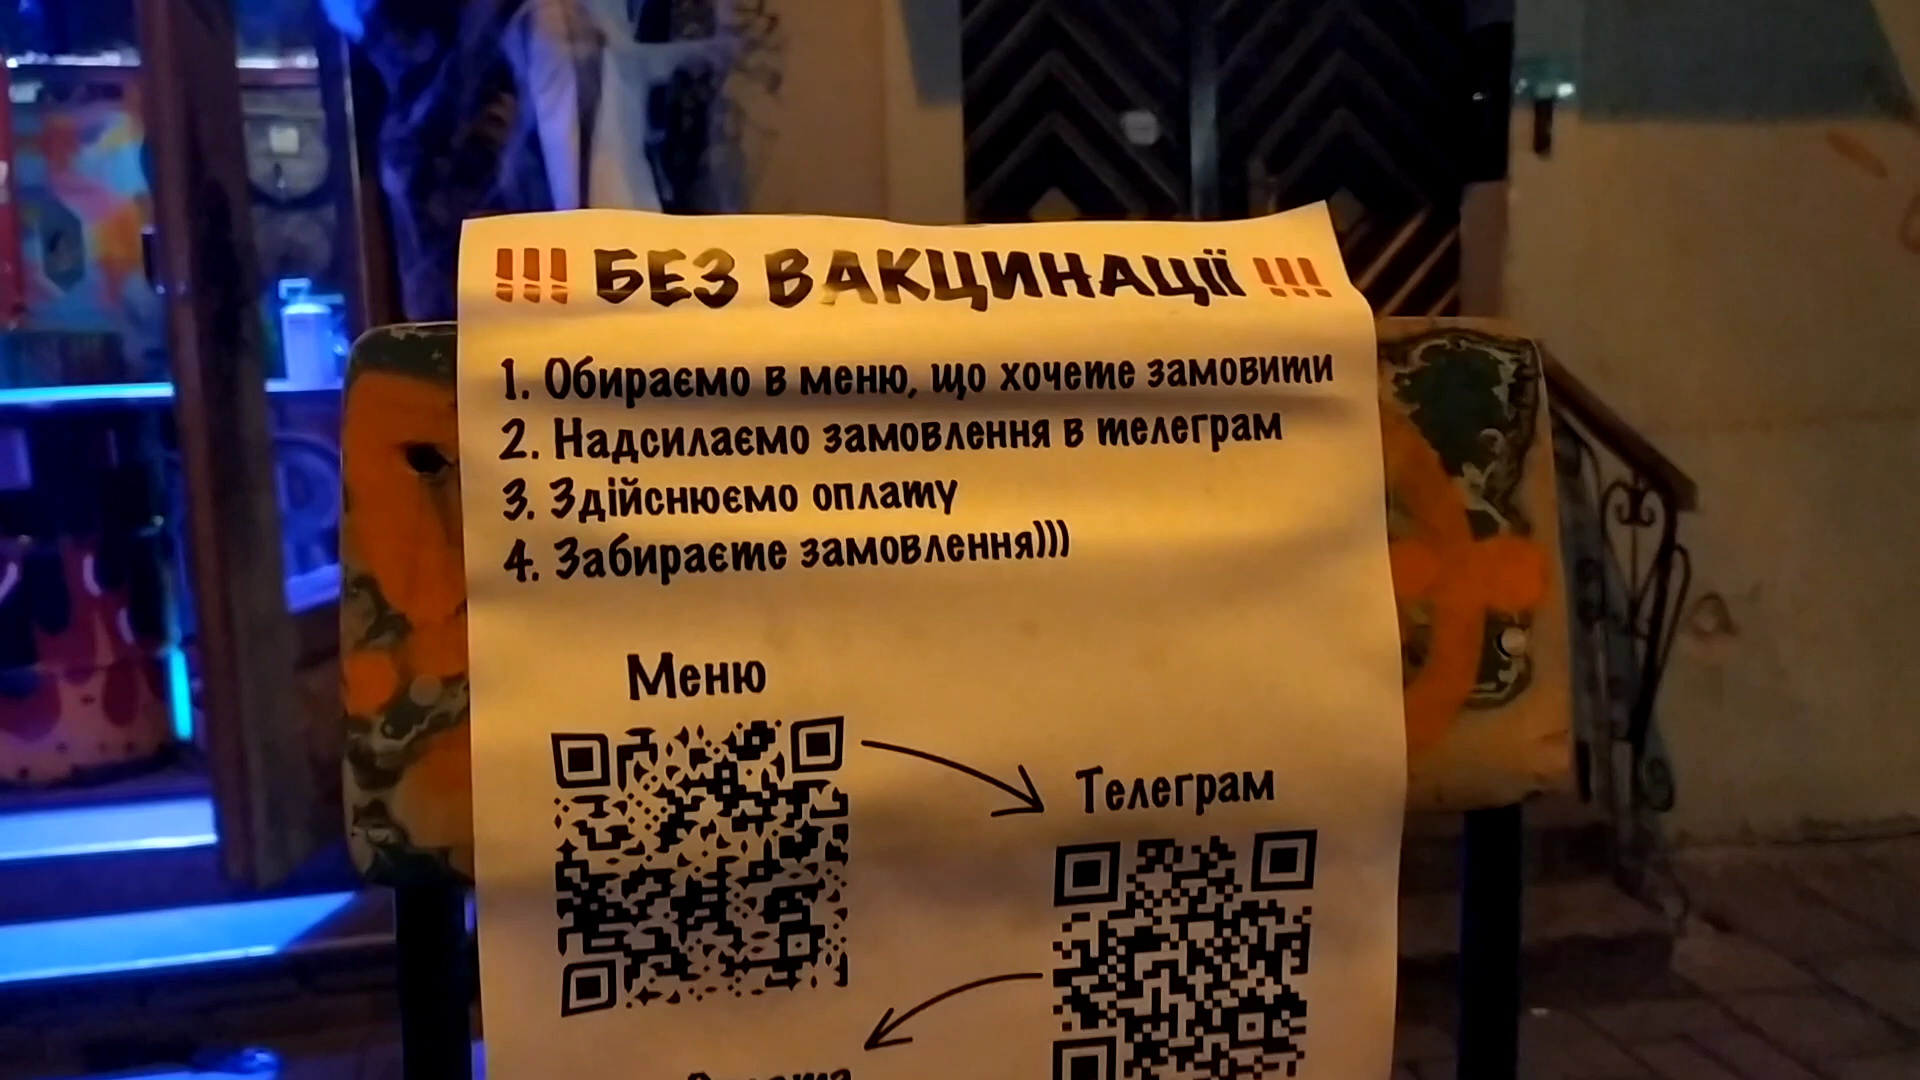 !!! БЕЗ ВАКЦИНАЦІЇ !!!
1. Обираємо в меню, що хочете замовити
2. Надсилаємо замовлення в телеграм
3. Здійснюємо оплату
4. Забираєте замовлення)))
Меню
Телеграм